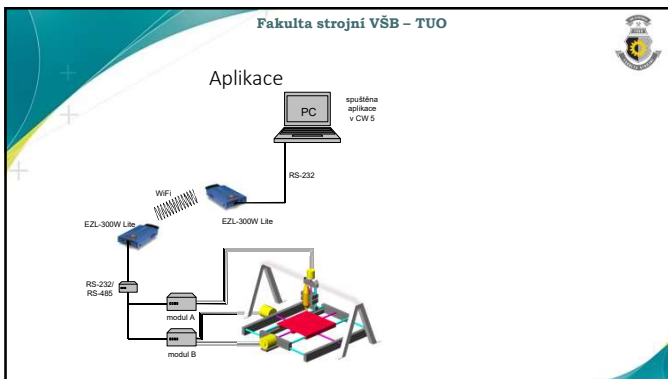 Fakulta strojní VŠB – TUO
Aplikace
PC
spuštěna
aplikace
v CW 5
RS-232
WiFi
EZL-300W Lite
EZL-300W Lite
RS-232/
RS-485
modul A
modul B